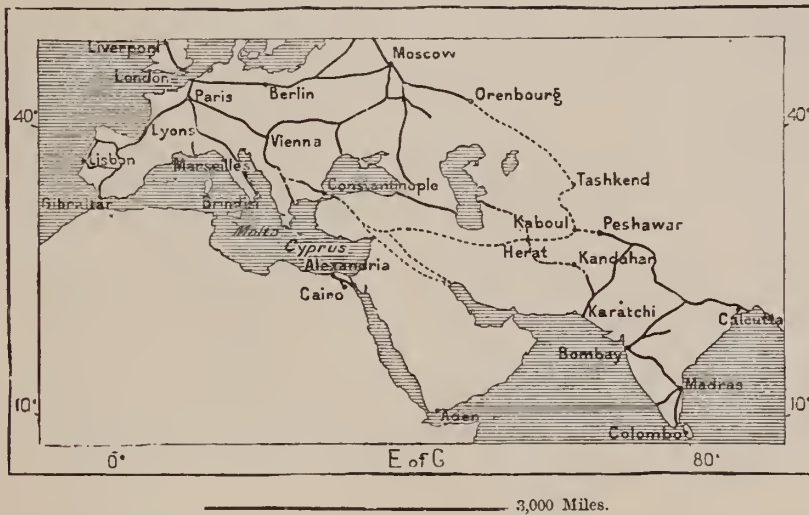 Liverpool
Moscow
London
Berlin
Orenbourg
Paris
40°
40°
Lyons
Vienna
Lisbon
Marseilles
Tashkend
Constantinople
Gibraltar
Brindisi
Kaboul
Peshawar
Malta
Cyprus
Herat
Kandahar
Alexandria
Cairo
Karatchi
Calcutta
Bombay
Madras
10°
10°
Aden
Colombo
0°
E of G
80°
3,000 Miles.